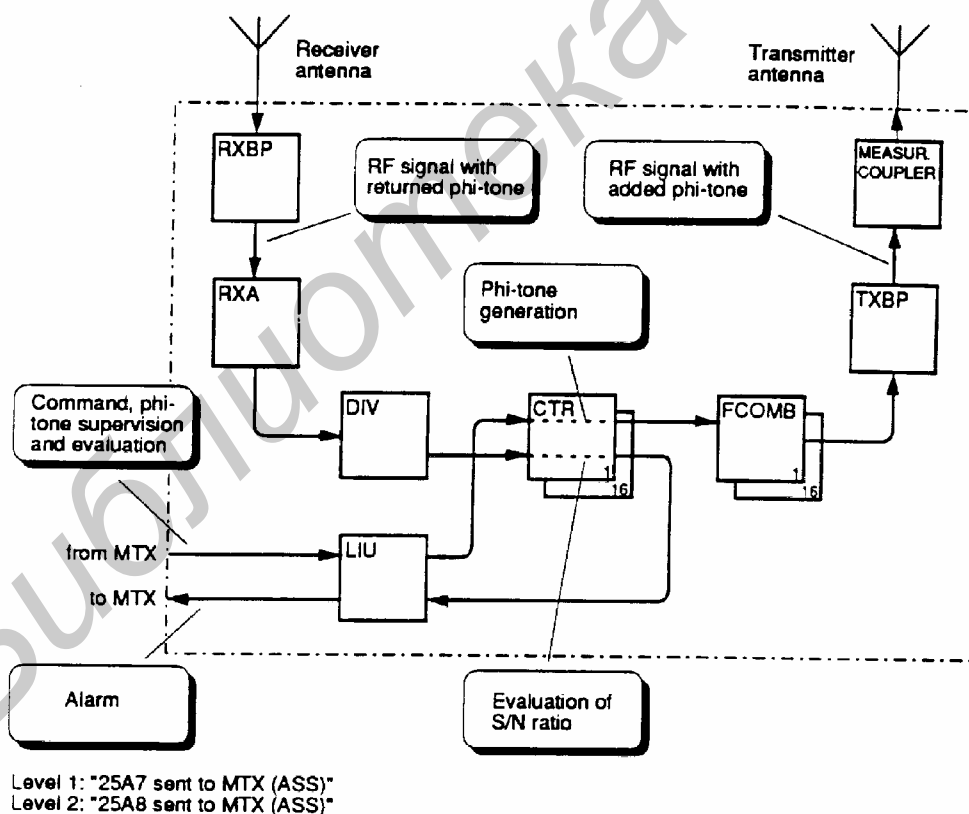 Receiver
antenna
Transmitter
antenna
RXBP
RF signal with
returned phi-tone
RF signal with
added phi-tone
MEASUR.
COUPLER
RXA
Phi-tone
generation
TXBP
Command, phi-
tone supervision
and evaluation
DIV
CTR
1
16
FCOMB
1
16
from MTX
LIU
to MTX
Alarm
Evaluation of
S/N ratio
Level 1: "25A7 sent to MTX (ASS)"
Level 2: "25A8 sent to MTX (ASS)"
библиотека